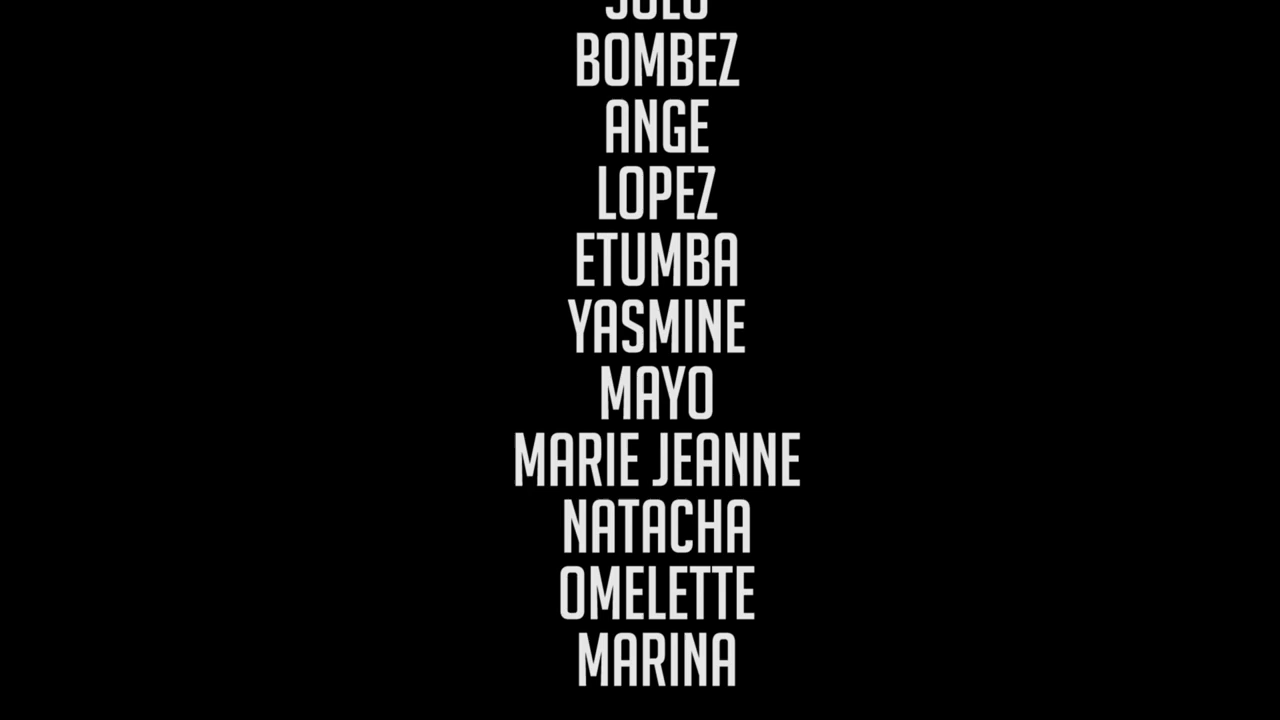 BOMBEZ
ANGE
LOPEZ
ETUMBA
YASMINE
MAYO
MARIE JEANNE
NATACHA
OMELETTE
MARINA